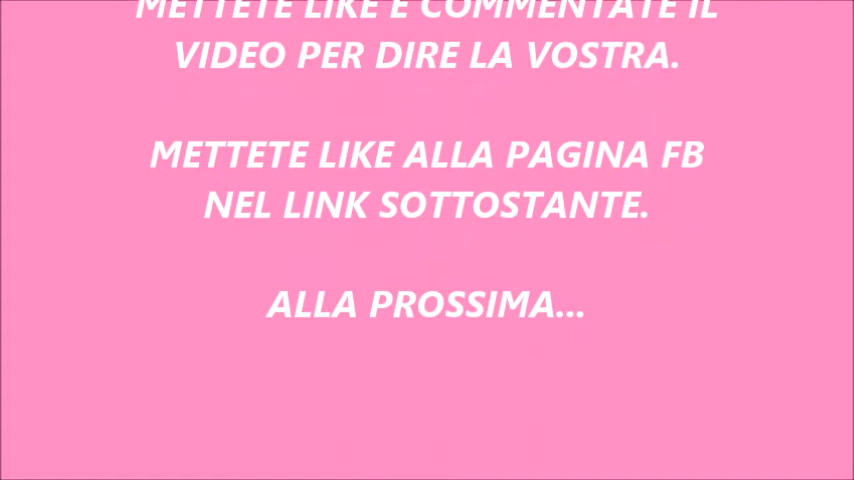 METTETE LIKE E COMMENTATE IL
VIDEO PER DIRE LA VOSTRA.
METTETE LIKE ALLA PAGINA FB
NEL LINK SOTTOSTANTE.
ALLA PROSSIMA...